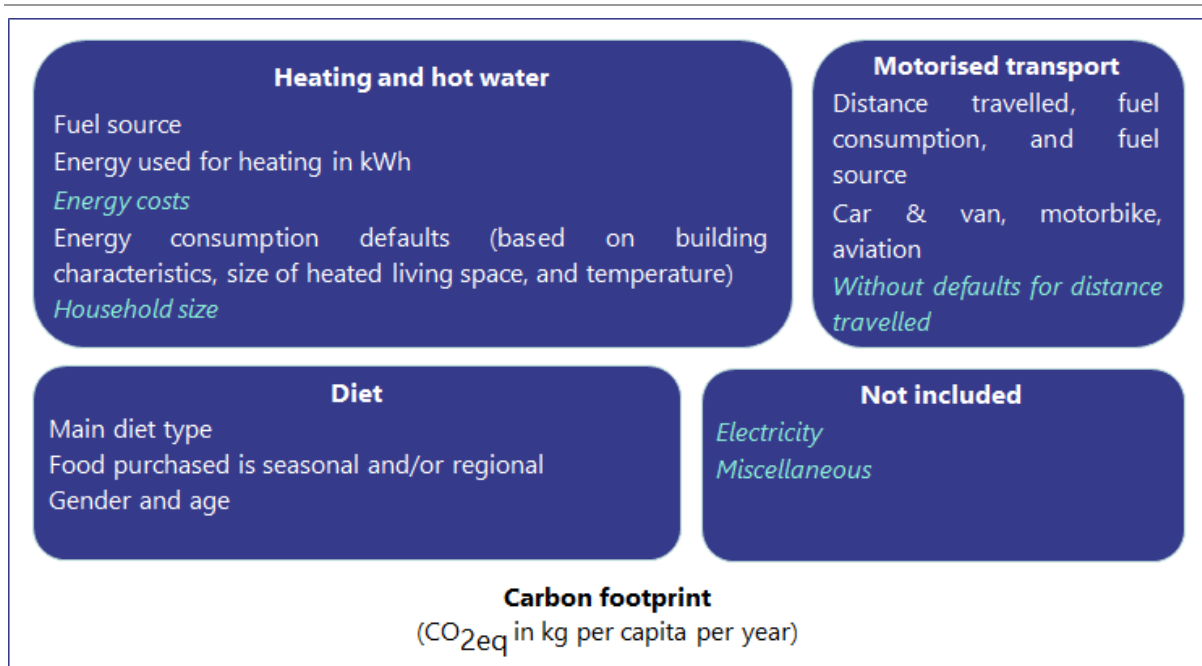 Heating and hot water
Fuel source
Energy used for heating in kWh
Energy costs
Energy consumption defaults (based on building
characteristics, size of heated living space, and temperature)
Household size
Motorised transport
Distance travelled, fuel
consumption, and fuel
source
Car & van, motorbike,
aviation
Without defaults for distance
travelled
Diet
Main diet type
Food purchased is seasonal and/or regional
Gender and age
Not included
Electricity
Miscellaneous
Carbon footprint
(CO2eq in kg per capita per year)